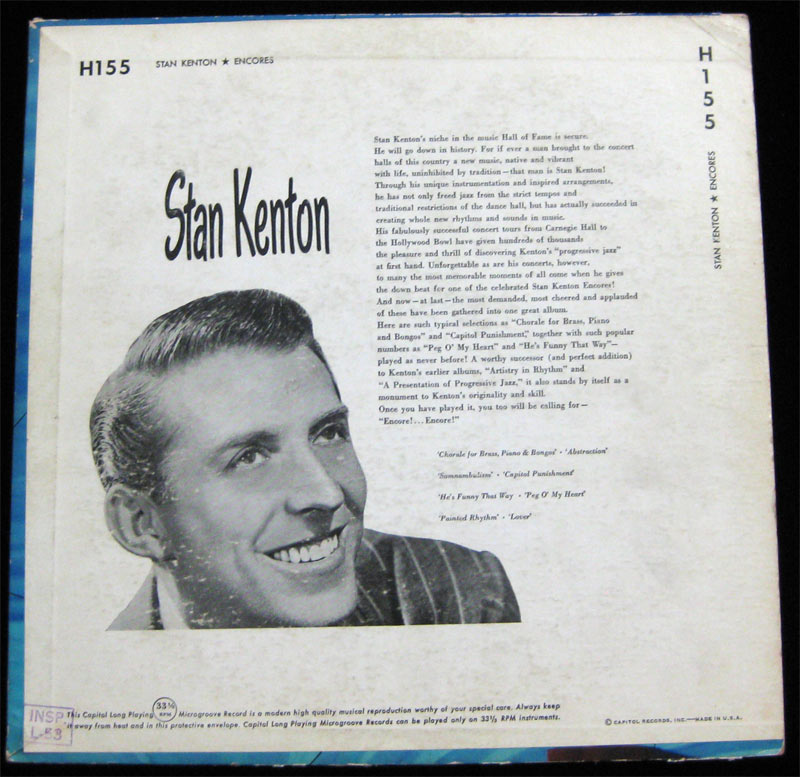 H155 STAN KENTON ★ ENCORES
H
1
5
5
STAN KENTON ★ ENCORES
Stan Kenton
Stan Kenton's niche in the music Hall of Fame is secure.
He will go down in history. For if ever a man brought to the concert
halls of this country a new music, native and vibrant
with life, uninhibited by tradition—that man is Stan Kenton!
Through his unique instrumentation and inspired arrangements,
he has not only freed jazz from the strict tempos and
traditional restrictions of the dance hall, but has actually succeeded in
creating whole new rhythms and sounds in music.
His fabulously successful concert tours from Carnegie Hall to
the Hollywood Bowl have given hundreds of thousands
the pleasure and thrill of discovering Kenton's "progressive jazz"
at first hand. Unforgettable as are his concerts, however,
to many the most memorable moments of all come when he gives
the down beat for one of the celebrated Stan Kenton Encores!
And now—at last—the most demanded, most cheered and applauded
of these have been gathered into one great album.
Here are such typical selections as "Chorale for Brass, Piano
and Bongos" and "Capitol Punishment," together with such popular
numbers as "Peg O' My Heart" and "He's Funny That Way"—
played as never before! A worthy successor (and perfect addition)
to Kenton's earlier albums, "Artistry in Rhythm" and
"A Presentation of Progressive Jazz," it also stands by itself as a
monument to Kenton's originality and skill.
Once you have played it, you too will be calling for—
"Encore!...Encore!"
'Chorale for Brass, Piano & Bongos' • 'Abstraction'
'Somnambulism' • 'Capitol Punishment'
'He's Funny That Way • 'Peg O' My Heart'
'Painted Rhythm' • 'Lover'
This Capitol Long Playing 33⅓ RPM Microgroove Record is a modern high quality musical reproduction worthy of your special care. Always keep
it away from heat and in this protective envelope. Capitol Long Playing Microgroove Records can be played only on 33⅓ RPM instruments.
© CAPITOL RECORDS, INC.—MADE IN U.S.A.
INSP
L-53